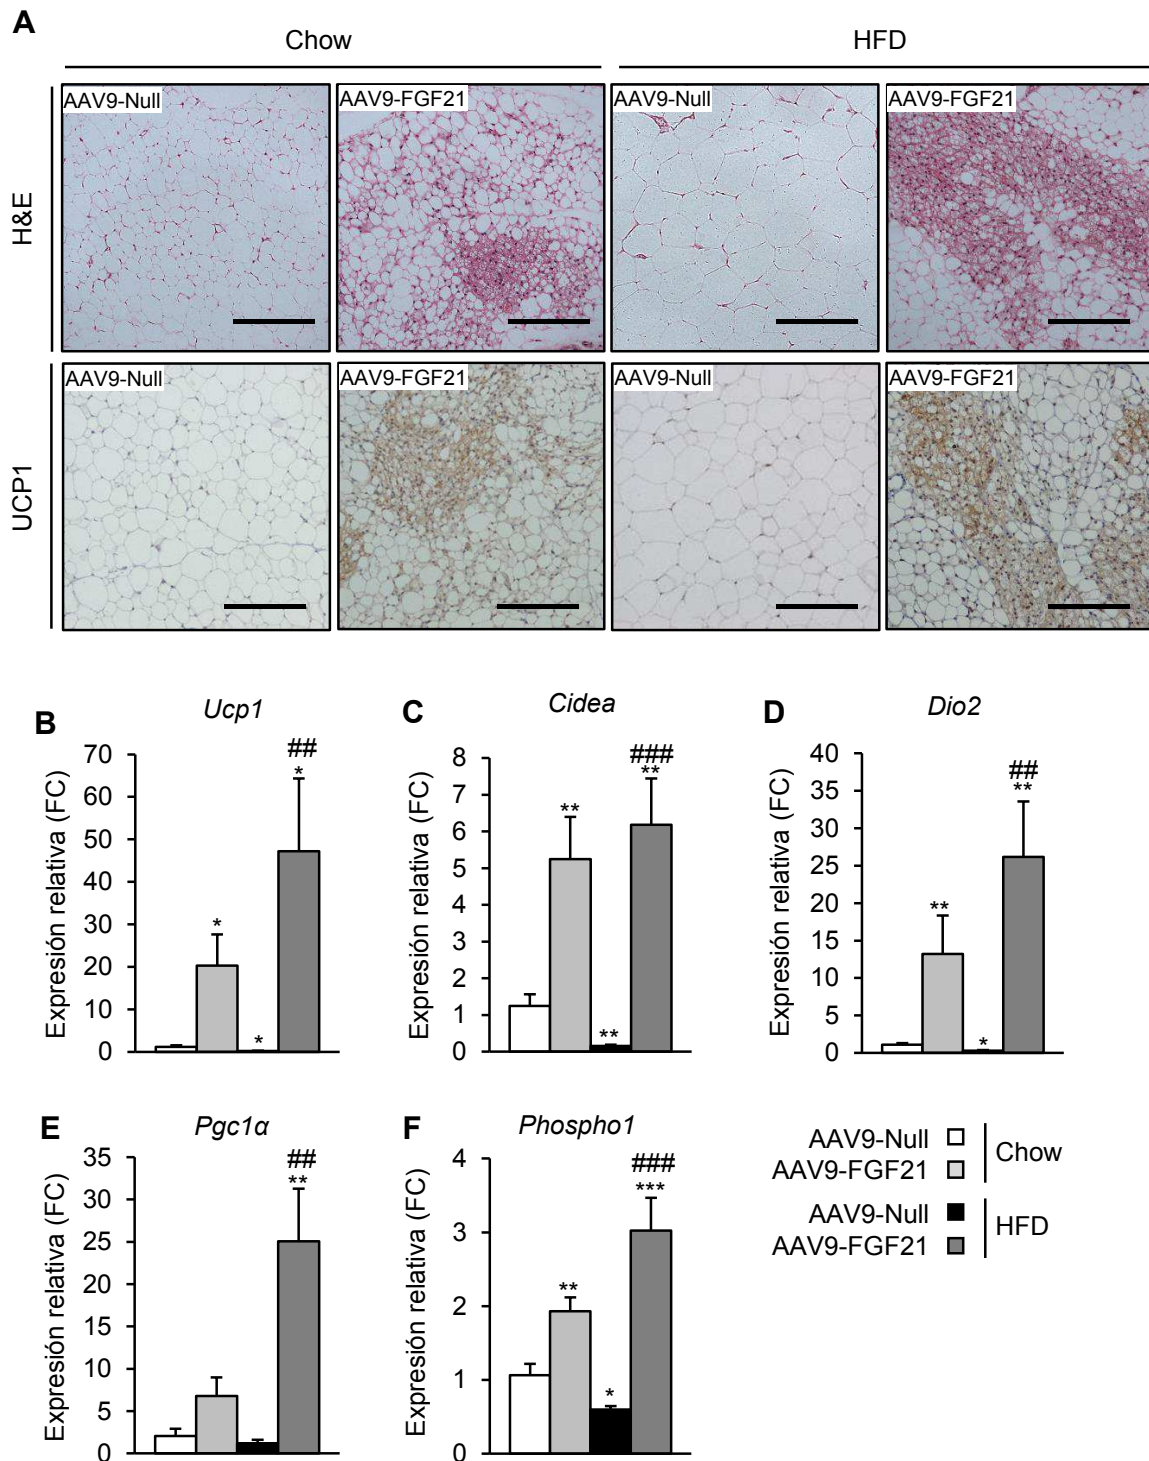 A
Chow
HFD
H&E
AAV9-Null
AAV9-FGF21
AAV9-Null
AAV9-FGF21
UCP1
AAV9-Null
AAV9-FGF21
AAV9-Null
AAV9-FGF21
B
Ucp1
Expresión relativa (FC)
70
60
50
40
30
20
10
0
*
*
##
*
C
Cidea
Expresión relativa (FC)
8
7
6
5
4
3
2
1
0
**
**
###
**
D
Dio2
Expresión relativa (FC)
40
35
30
25
20
15
10
5
0
**
*
##
**
E
Pgc1α
Expresión relativa (FC)
35
30
25
20
15
10
5
0
##
**
F
Phospho1
Expresión relativa (FC)
4
3
2
1
0
**
*
###
***
AAV9-Null
AAV9-FGF21
Chow
AAV9-Null
AAV9-FGF21
HFD